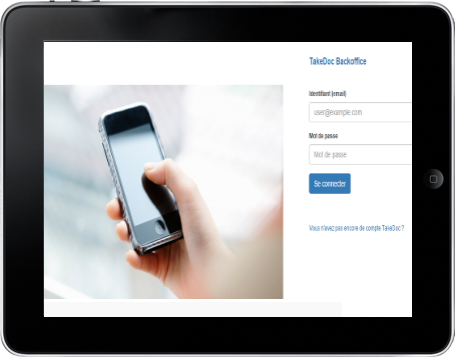 TakeDoc Backoffice
Identifiant (email)
user@example.com
Mot de passe
Mot de passe
Se connecter
Vous n'avez pas encore de compte TakeDoc ?